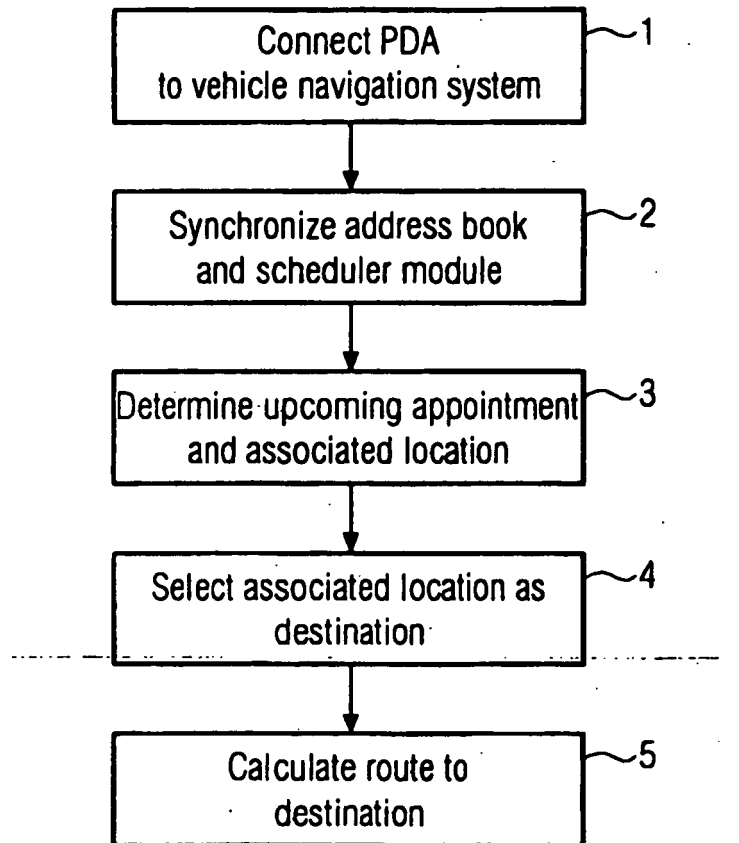 Connect PDA
to vehicle navigation system
1
Synchronize address book
and scheduler module
2
Determine upcoming appointment
and associated location
3
Select associated location as
destination
4
Calculate route to
destination
5